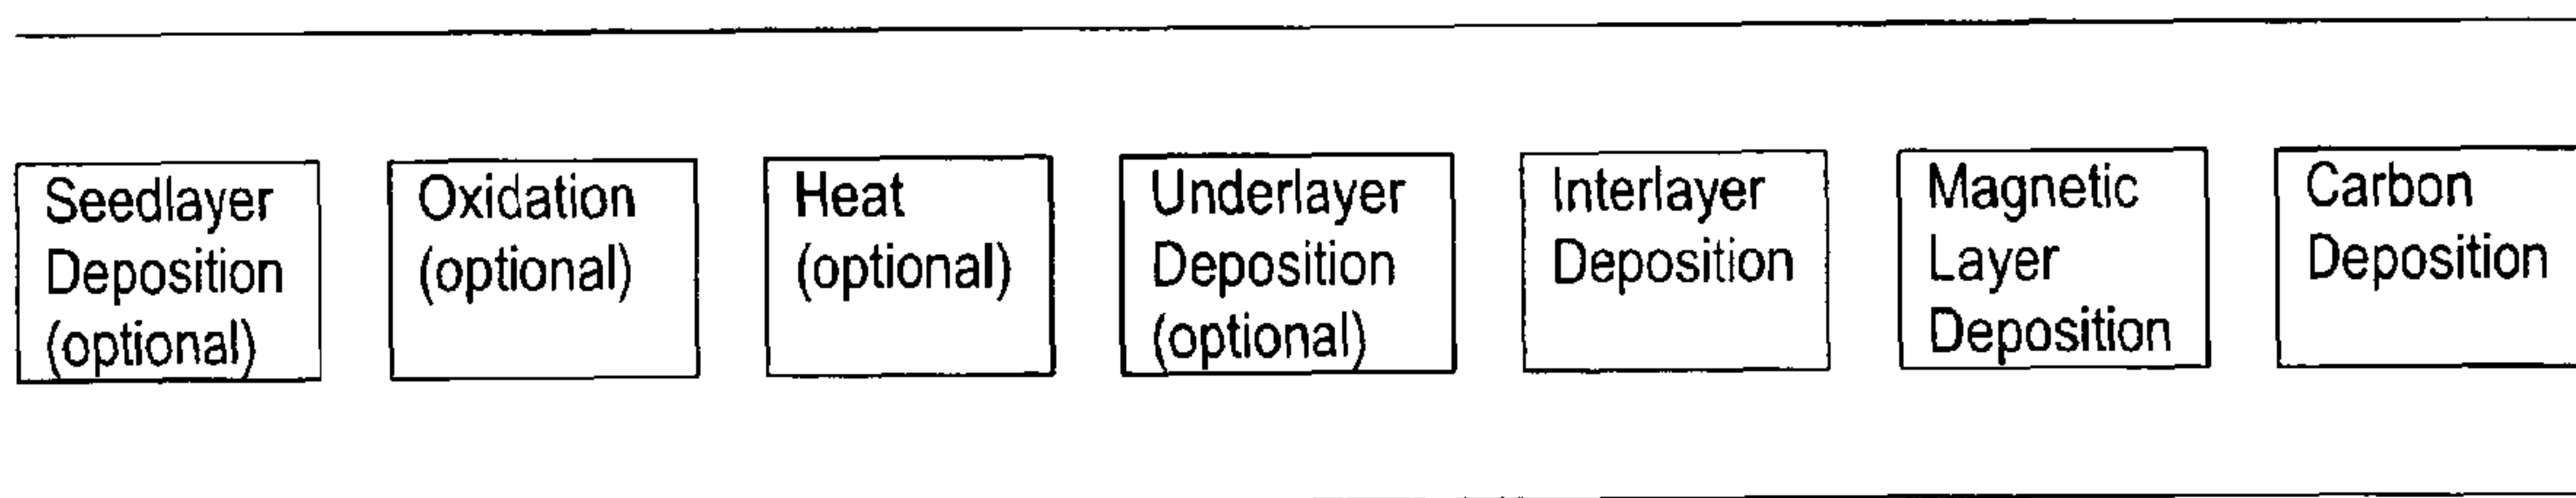 Seedlayer
Deposition
(optional)
Oxidation
(optional)
Heat
(optional)
Underlayer
Deposition
(optional)
Interlayer
Deposition
Magnetic
Layer
Deposition
Carbon
Deposition